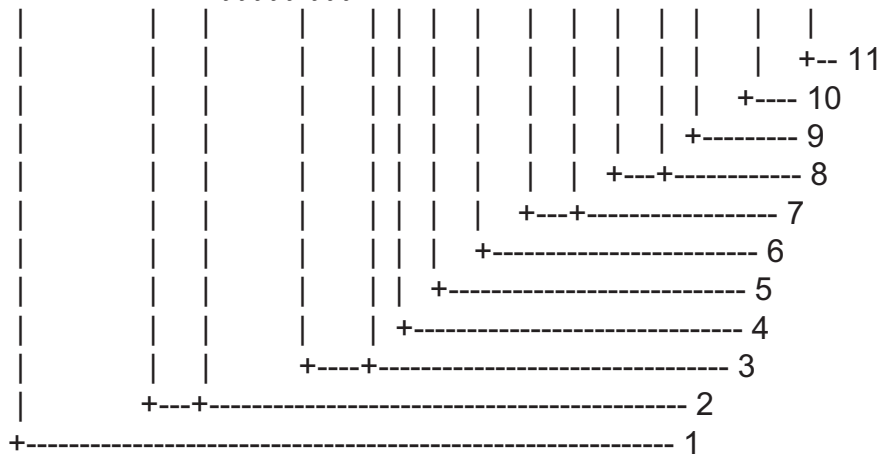 |          |    |       |     | |  |   |    |   |   |   |  |    |   |
|          |    |       |     | |  |   |    |   |   |   |  |    |   +-- 11
|          |    |       |     | |  |   |    |   |   |   |  |    +---- 10
|          |    |       |     | |  |   |    |   |   |   |  +--------- 9
|          |    |       |     | |  |   |    |   |   +---+------------ 8
|          |    |       |     | |  |   |    +---+------------------ 7
|          |    |       |     | |  |   +------------------------- 6
|          |    |       |     | |  +---------------------------- 5
|          |    |       |     | +------------------------------- 4
|          |    |       +----+--------------------------------- 3
|          +---+--------------------------------------------- 2
+------------------------------------------------------------- 1